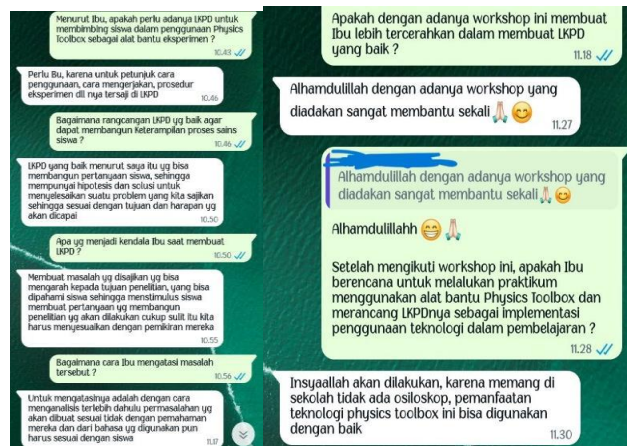 Menurut Ibu, apakah perlu adanya LKPD untuk
membimbing siswa dalam penggunaan Physics
Toolbox sebagai alat bantu eksperimen ?
10.43
Perlu Bu, karena untuk petunjuk cara
penggunaan, cara mengerjakan, prosedur
eksperimen dll nya tersaji di LKPD
10.46
Bagaimana rangcangan LKPD yg baik agar
dapat membangun Keterampilan proses sains
siswa ?
10.46
LKPD yang baik menurut saya itu yg bisa
membangun pertanyaan siswa, sehingga
mempunyai hipotesis dan solusi untuk
menyelesaikan suatu problem yang kita sajikan
sehingga sesuai dengan tujuan dan harapan yg
akan dicapai
10.50
Apa yg menjadi kendala Ibu saat membuat
LKPD ?
10.50
Membuat masalah yg disajikan yg bisa
mengarah kepada tujuan penelitian, yang bisa
dipahami siswa sehingga menstimulus siswa
membuat pertanyaan yg membangun
penelitian yg akan dilakukan cukup sulit itu kita
harus menyesuaikan dengan pemikiran mereka
10.55
Bagaimana cara Ibu mengatasi masalah
tersebut ?
10.56
Untuk mengatasinya adalah dengan cara
menganalisis terlebih dahulu permasalahan yg
akan dibuat sesuai tidak dengan pemahaman
mereka dan dari bahasa yg digunakan pun
harus sesuai dengan siswa
11.17
Apakah dengan adanya workshop ini membuat
Ibu lebih tercerahkan dalam membuat LKPD
yang baik ?
11.18
Alhamdulillah dengan adanya workshop yang
diadakan sangat membantu sekali🙏🏻😊
11.27
Alhamdulillah dengan adanya workshop yang
diadakan sangat membantu sekali🙏🏻😊
Alhamdulillahh 😁🙏🏻
Setelah mengikuti workshop ini, apakah Ibu
berencana untuk melalukan praktikum
menggunakan alat bantu Physics Toolbox dan
merancang LKPDnya sebagai implementasi
penggunaan teknologi dalam pembelajaran ?
11.28
Insyaallah akan dilakukan, karena memang di
sekolah tidak ada osiloskop, pemanfaatan
teknologi physics toolbox ini bisa digunakan
dengan baik
11.30